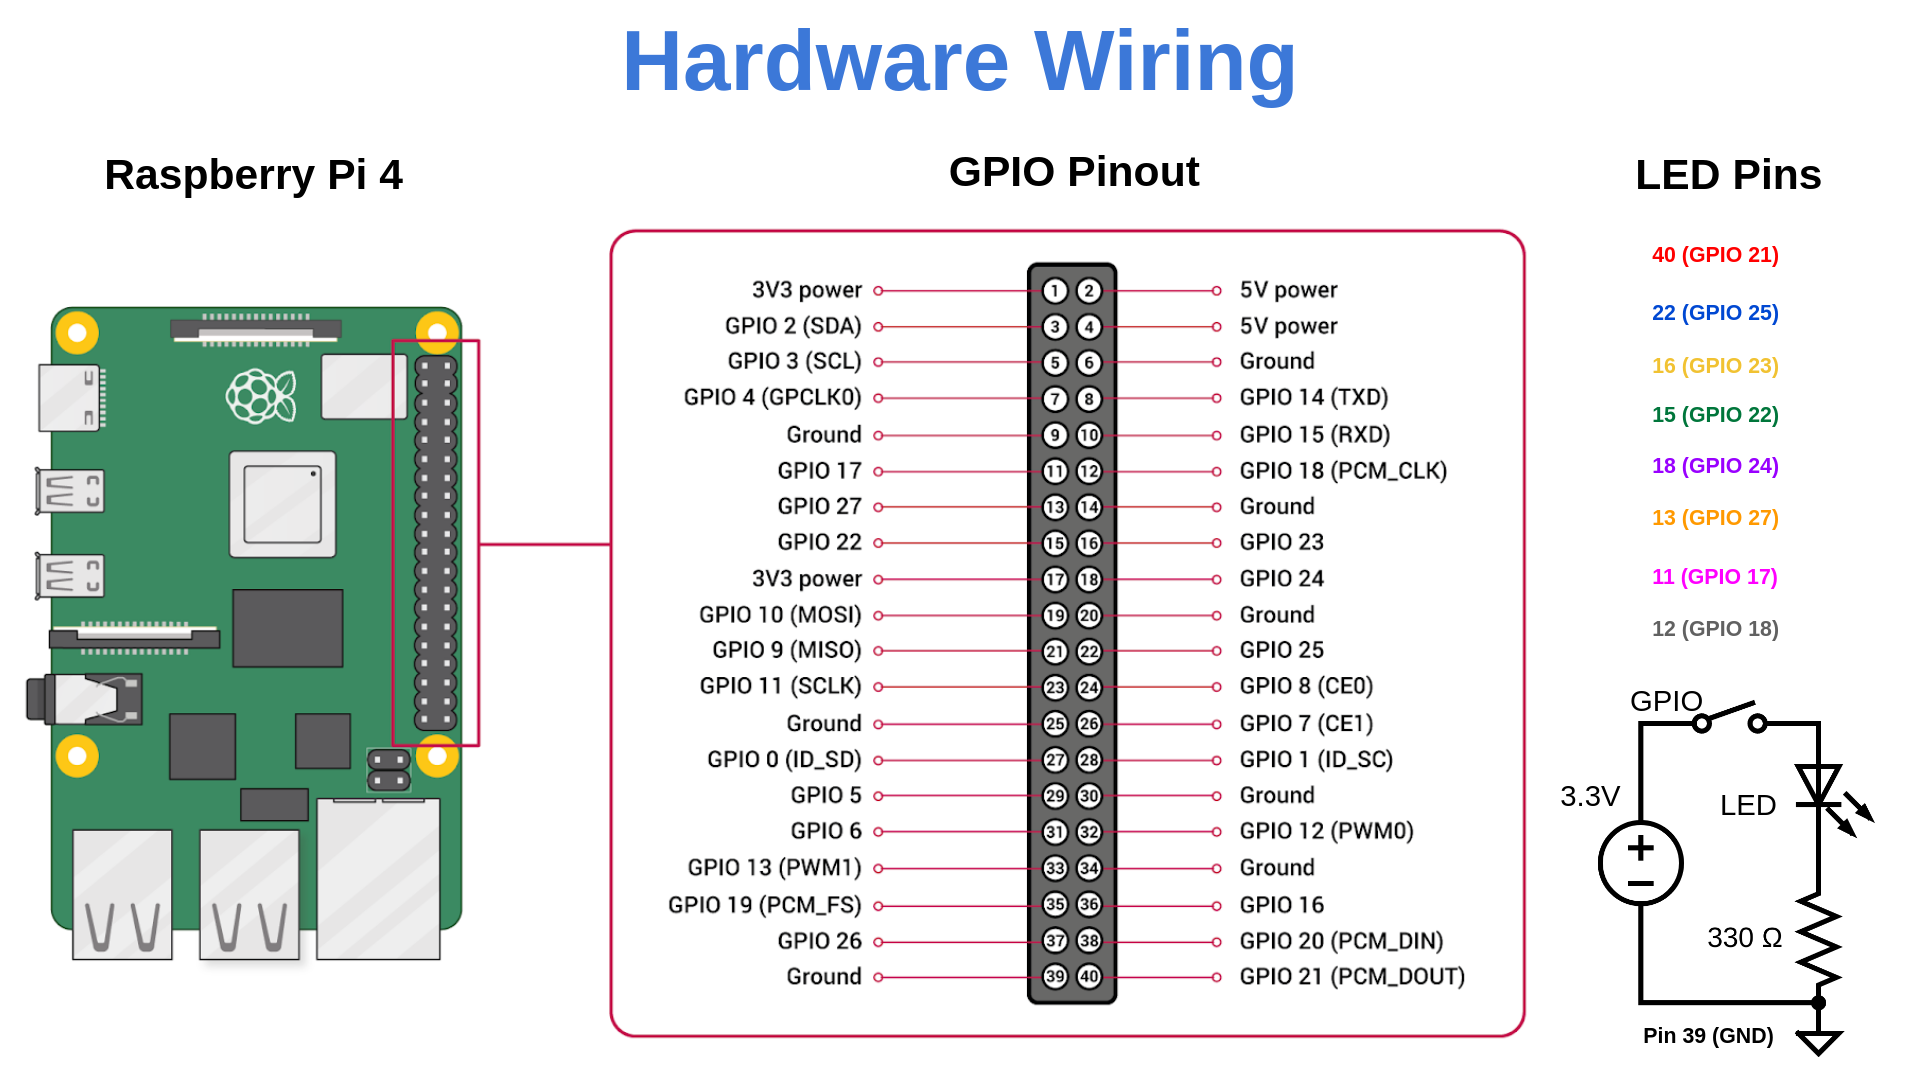 Hardware Wiring
Raspberry Pi 4
GPIO Pinout
LED Pins
3V3 power 1 2 5V power
GPIO 2 (SDA) 3 4 5V power
GPIO 3 (SCL) 5 6 Ground
GPIO 4 (GPCLK0) 7 8 GPIO 14 (TXD)
Ground 9 10 GPIO 15 (RXD)
GPIO 17 11 12 GPIO 18 (PCM_CLK)
GPIO 27 13 14 Ground
GPIO 22 15 16 GPIO 23
3V3 power 17 18 GPIO 24
GPIO 10 (MOSI) 19 20 Ground
GPIO 9 (MISO) 21 22 GPIO 25
GPIO 11 (SCLK) 23 24 GPIO 8 (CE0)
Ground 25 26 GPIO 7 (CE1)
GPIO 0 (ID_SD) 27 28 GPIO 1 (ID_SC)
GPIO 5 29 30 Ground
GPIO 6 31 32 GPIO 12 (PWM0)
GPIO 13 (PWM1) 33 34 Ground
GPIO 19 (PCM_FS) 35 36 GPIO 16
GPIO 26 37 38 GPIO 20 (PCM_DIN)
Ground 39 40 GPIO 21 (PCM_DOUT)
40 (GPIO 21)
22 (GPIO 25)
16 (GPIO 23)
15 (GPIO 22)
18 (GPIO 24)
13 (GPIO 27)
11 (GPIO 17)
12 (GPIO 18)
GPIO
3.3V
LED
330 Ω
Pin 39 (GND)